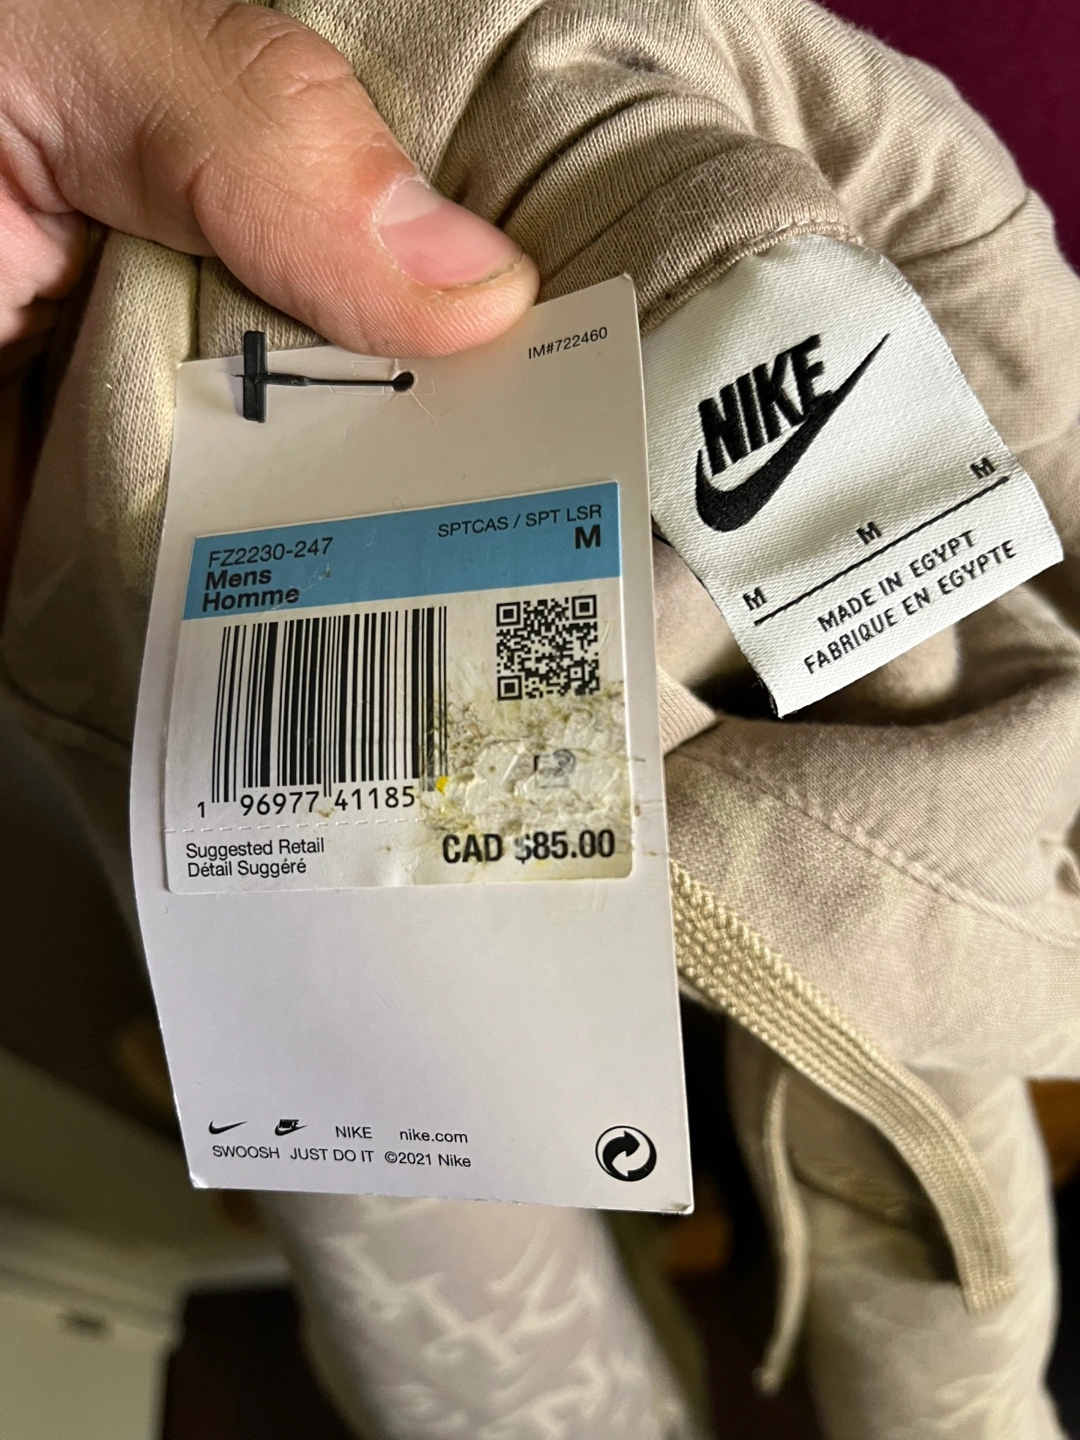 IM#722460
FZ2230-247
SPTCAS / SPT LSR
Mens
M
Homme
1 96977 41185
Suggested Retail
Détail Suggéré
CAD $85.00
NIKE nike.com
SWOOSH JUST DO IT ©2021 Nike
NIKE
M M M
MADE IN EGYPT
FABRIQUE EN EGYPTE